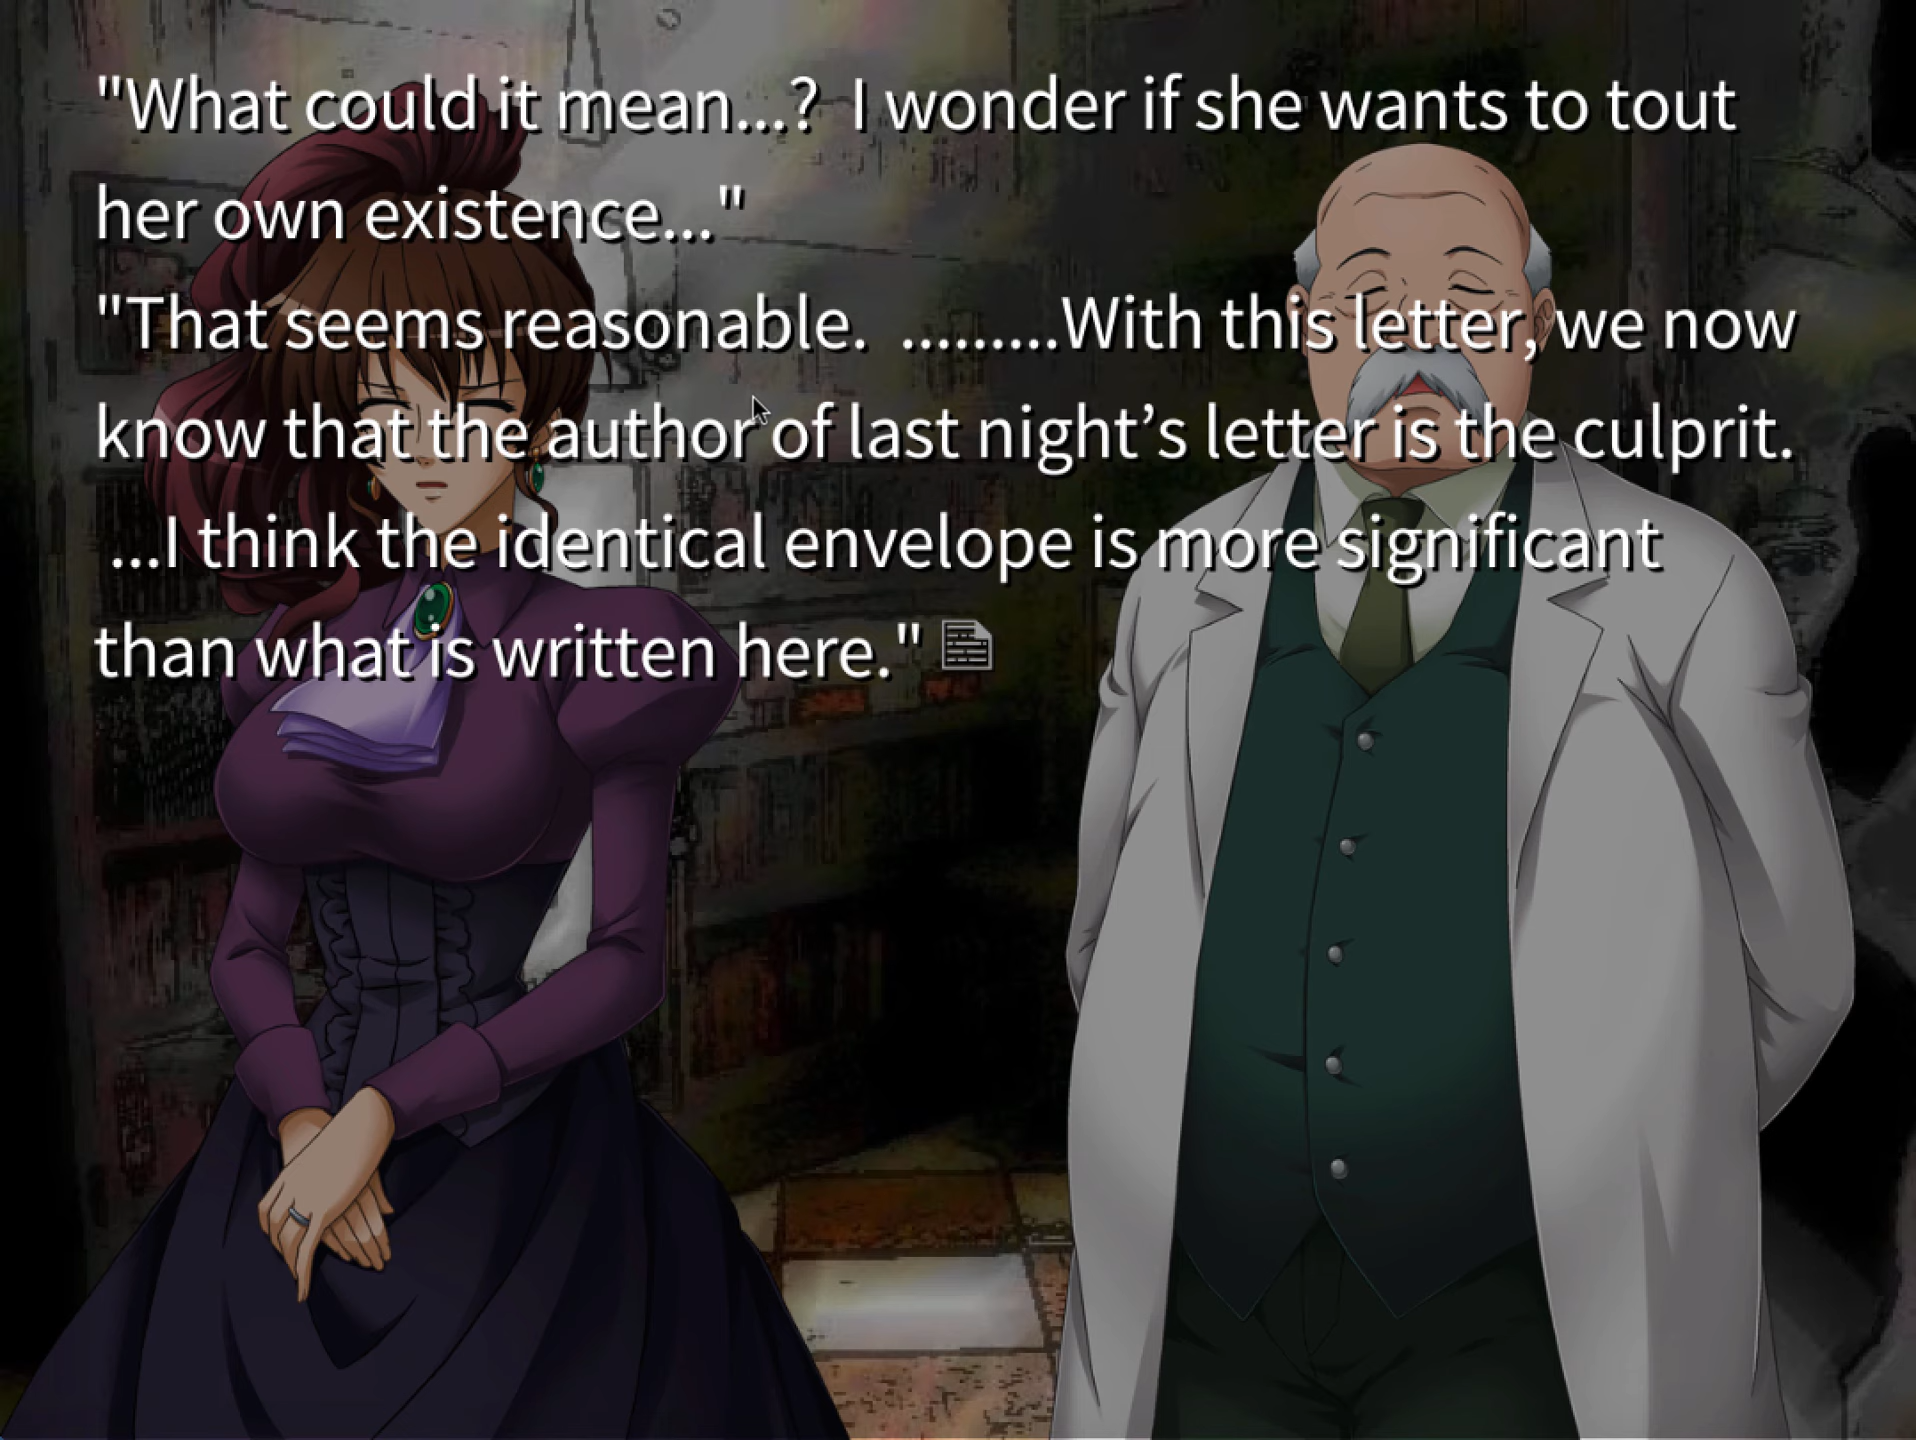 "What could it mean...?  I wonder if she wants to tout
her own existence..."
"That seems reasonable.  .........With this letter, we now
know that the author of last night’s letter is the culprit.
...I think the identical envelope is more significant
than what is written here."